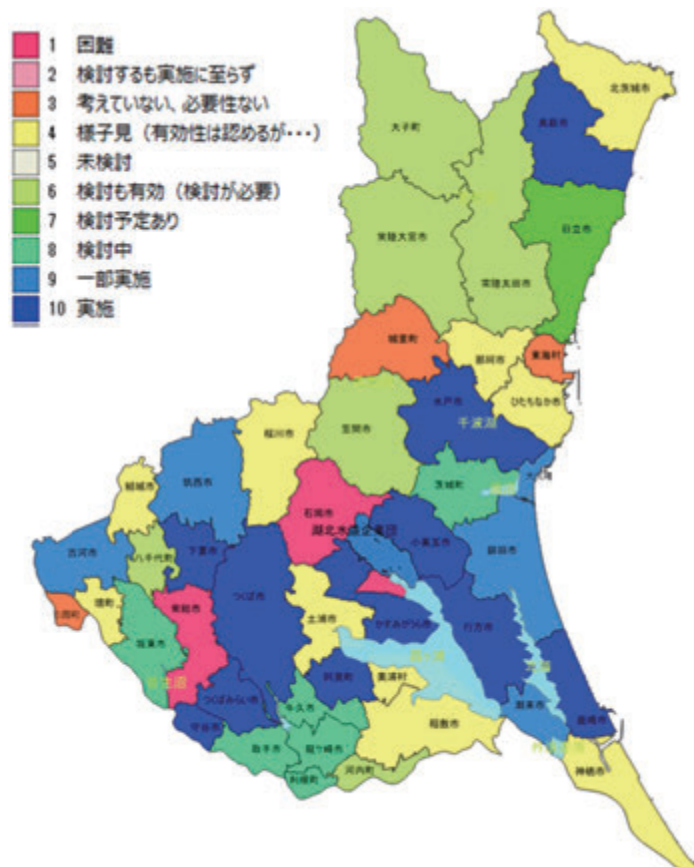 1 困難
2 検討するも実施に至らず
3 考えていない、必要性ない
4 様子見（有効性は認めるが・・・）
5 未検討
6 検討も有効（検討が必要）
7 検討予定あり
8 検討中
9 一部実施
10 実施
北茨城市
大子町
高萩市
日立市
常陸大宮市
常陸太田市
城里町
那珂市
東海村
水戸市
ひたちなか市
千波湖
笠間市
桜川市
茨城町
筑西市
結城市
石岡市
湖北水道企業団
小美玉市
鉾田市
古河市
八千代町
下妻市
つくば市
境町
常総市
土浦市
かすみがうら市
行方市
坂東市
菅生沼
阿見町
美浦村
つくばみらい市
守谷市
牛久市
稲敷市
潮来市
鹿嶋市
取手市
龍ケ崎市
利根町
河内町
神栖市